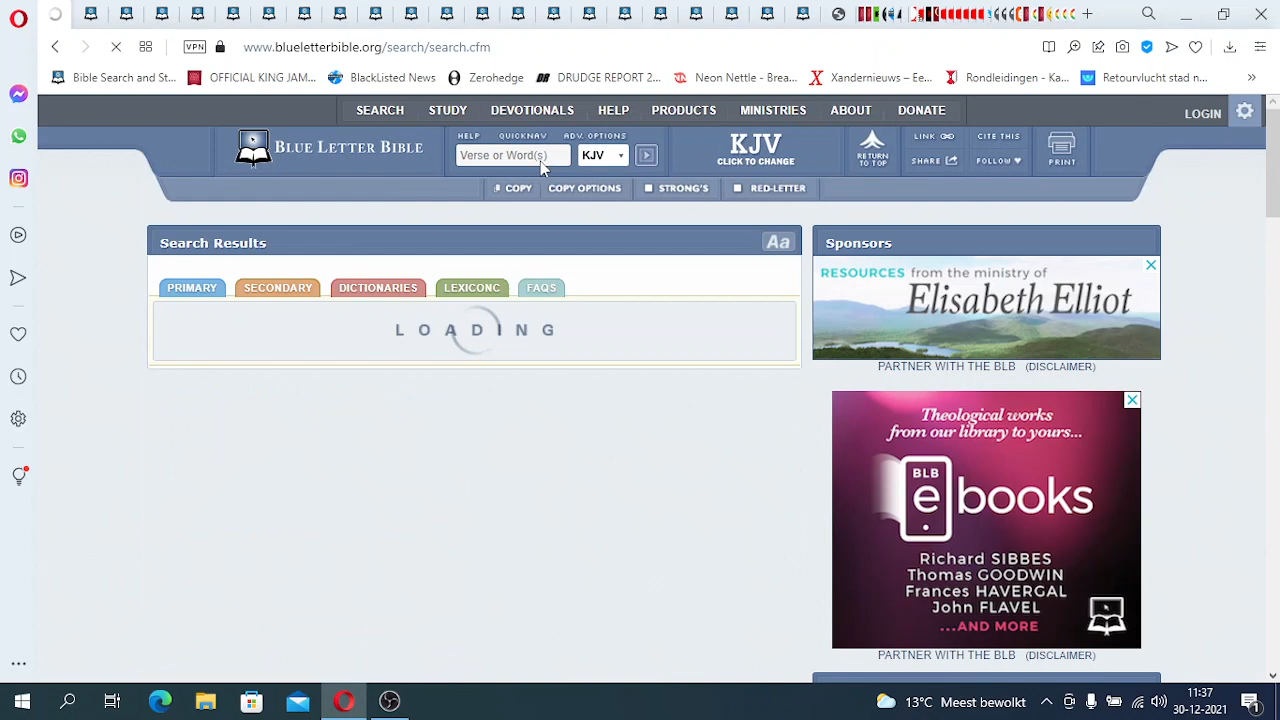 VPN
www.blueletterbible.org/search/search.cfm
Bible Search and St...
OFFICIAL KING JAM...
BlackListed News
Zerohedge
DRUDGE REPORT 2...
Neon Nettle - Brea...
Xandernieuws – Ee...
Rondleidingen - Ka...
Retourvlucht stad n...
SEARCH STUDY DEVOTIONALS HELP PRODUCTS MINISTRIES ABOUT DONATE
LOGIN
BLUE LETTER BIBLE
HELP QUICKNAV ADV. OPTIONS
Verse or Word(s)
KJV
KJV
CLICK TO CHANGE
RETURN
TO TOP
LINK
CITE THIS
SHARE
FOLLOW
PRINT
COPY COPY OPTIONS STRONG'S RED-LETTER
Search Results
Aa
PRIMARY SECONDARY DICTIONARIES LEXICONC FAQS
LOADING
Sponsors
RESOURCES from the ministry of
Elisabeth Elliot
PARTNER WITH THE BLB (DISCLAIMER)
Theological works
from our library to yours...
BLB
e books
Richard SIBBES
Thomas GOODWIN
Frances HAVERGAL
John FLAVEL
...AND MORE
PARTNER WITH THE BLB (DISCLAIMER)
13°C Meest bewolkt
11:37
30-12-2021
1